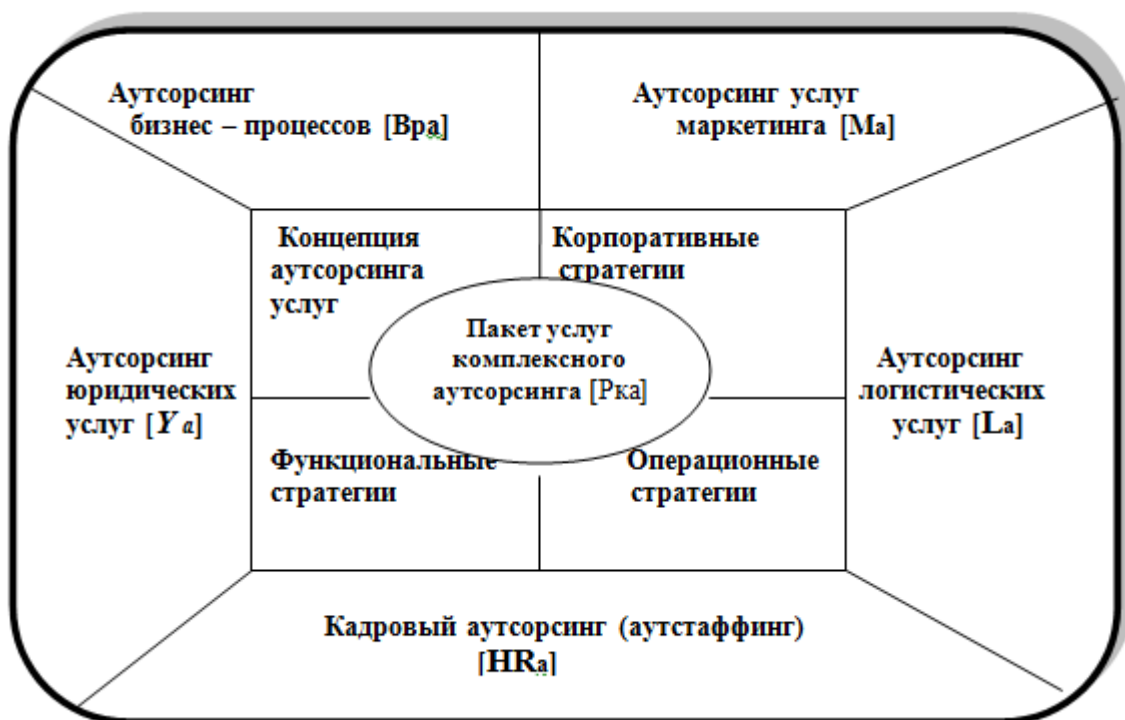 Аутсорсинг
бизнес – процессов [Bpa]
Аутсорсинг услуг
маркетинга [Ma]
Концепция
аутсорсинга
услуг
Корпоративные
стратегии
Пакет услуг
комплексного
аутсорсинга [Рка]
Аутсорсинг
юридических
услуг [Y a]
Аутсорсинг
логистических
услуг [La]
Функциональные
стратегии
Операционные
стратегии
Кадровый аутсорсинг (аутстаффинг)
[HRa]